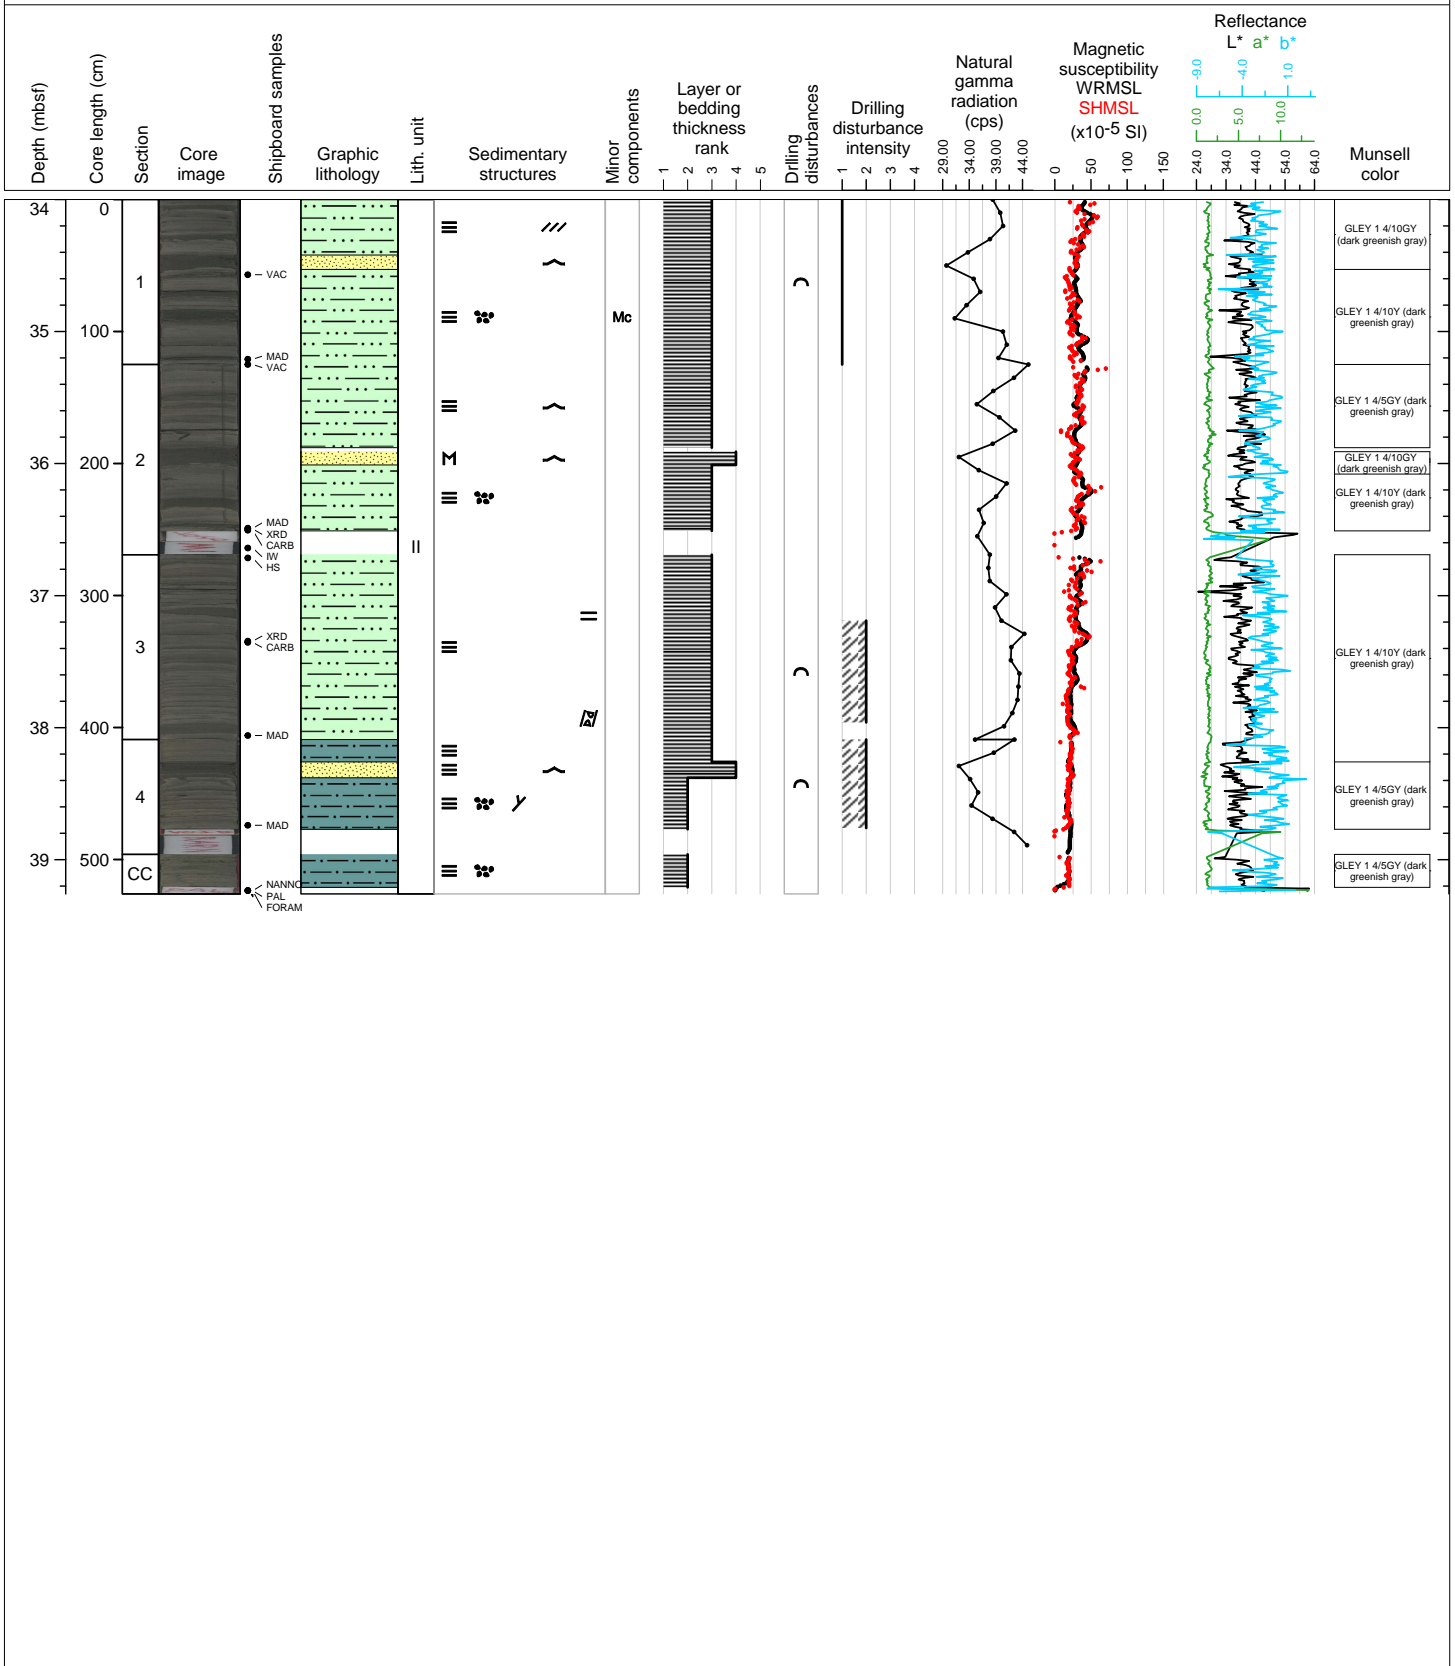 Depth (mbsf)
Core length (cm)
Section
Core
image
Shipboard samples
Graphic
lithology
Lith. unit
Sedimentary
structures
Minor
components
Layer or
bedding
thickness
rank
1 2 3 4 5
Drilling
disturbances
Drilling
disturbance
intensity
1 2 3 4
Natural
gamma
radiation
(cps)
29.00 34.00 39.00 44.00
Magnetic
susceptibility
WRMSL
SHMSL
(x10-5 SI)
0 50 100 150
Reflectance
L* a* b*
-9.0 -4.0 1.0
0.0 5.0 10.0
24.0 34.0 44.0 54.0 64.0
Munsell
color
34
35
36
37
38
39
0
100
200
300
400
500
1
2
3
4
CC
VAC
MAD
VAC
MAD
XRD
CARB
IW
HS
XRD
CARB
MAD
MAD
NANNO
PAL
FORAM
II
M
Mc
GLEY 1 4/10GY
(dark greenish gray)
GLEY 1 4/10Y (dark
greenish gray)
GLEY 1 4/5GY (dark
greenish gray)
GLEY 1 4/10GY
(dark greenish gray)
GLEY 1 4/10Y (dark
greenish gray)
GLEY 1 4/10Y (dark
greenish gray)
GLEY 1 4/5GY (dark
greenish gray)
GLEY 1 4/5GY (dark
greenish gray)